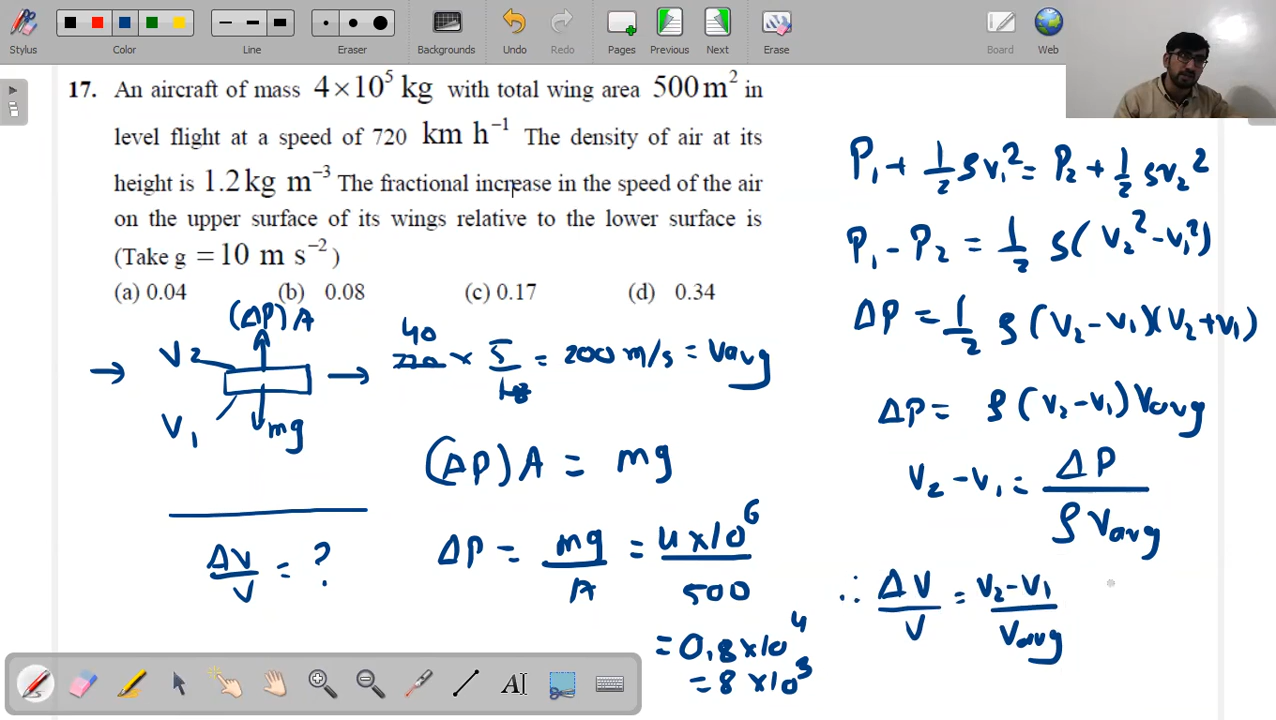 Stylus Color Line Eraser Backgrounds Undo Redo Pages Previous Next Erase Board Web
17. An aircraft of mass 4×10⁵ kg with total wing area 500 m² in
level flight at a speed of 720 km h⁻¹ The density of air at its
height is 1.2 kg m⁻³ The fractional increase in the speed of the air
on the upper surface of its wings relative to the lower surface is
(Take g = 10 m s⁻²)
(a) 0.04 (b) 0.08 (c) 0.17 (d) 0.34
(ΔP) A
V2
V1
mg
ΔV/V = ?
40
720 × 5/18 = 200 m/s = Vavg
(ΔP) A = mg
ΔP = mg/A = 4×10⁶/500
= 0.8×10⁴
= 8×10³
P₁ + ½ ρv₁² = P₂ + ½ ρv₂²
P₁ - P₂ = ½ ρ(v₂² - v₁²)
ΔP = ½ ρ (v₂ - v₁)(v₂ + v₁)
ΔP = ρ (v₂ - v₁) Vavg
v₂ - v₁ = ΔP/ρVavg
∴ ΔV/V = v₂ - v₁/Vavg
AI